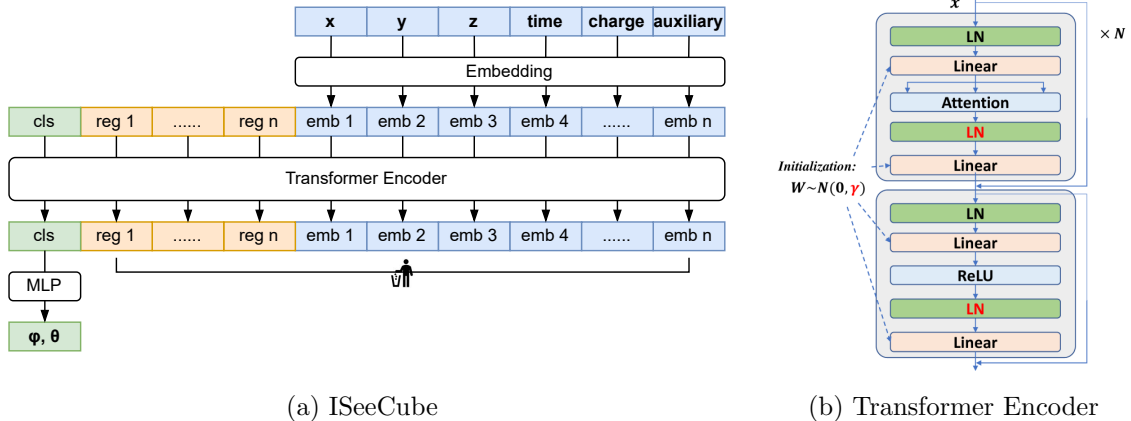 x y z time charge auxiliary
Embedding
cls reg 1 ...... reg n emb 1 emb 2 emb 3 emb 4 ...... emb n
Transformer Encoder
cls reg 1 ...... reg n emb 1 emb 2 emb 3 emb 4 ...... emb n
MLP
φ, θ
(a) ISeeCube
x
× N
LN
Linear
Attention
LN
Linear
Initialization:
W~N(0, γ)
LN
Linear
ReLU
LN
Linear
(b) Transformer Encoder